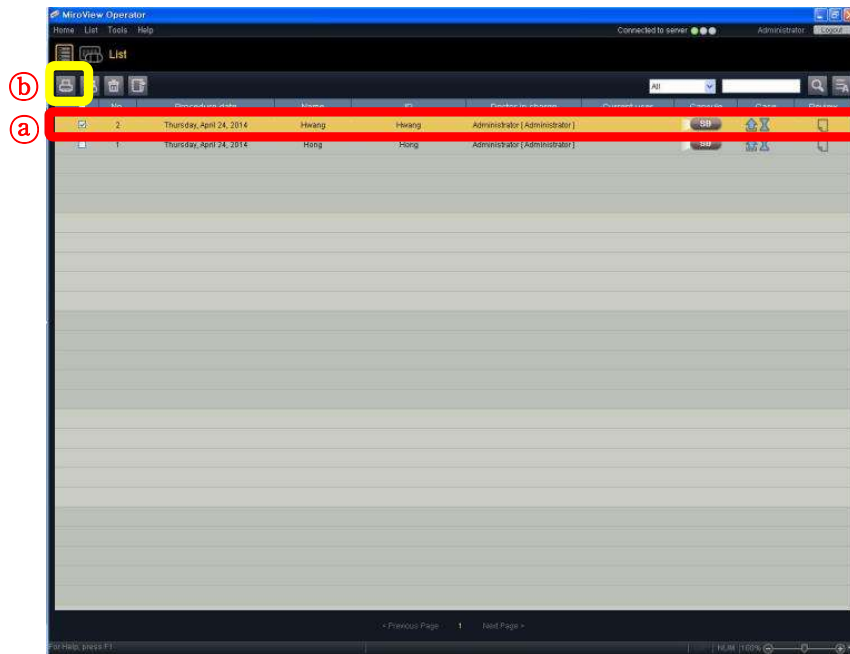 MiroView Operator
Home List Tools Help Connected to server Administrator Logout
List
ⓑ All
No. Procedure date Name ID Doctor in charge Current user Capsule Case Review
ⓐ 2 Thursday, April 24, 2014 Hwang Hwang Administrator [ Administrator ] SB
1 Thursday, April 24, 2014 Hong Hong Administrator [ Administrator ] SB
< Previous Page 1 Next Page >
For Help, press F1 NUM 100%